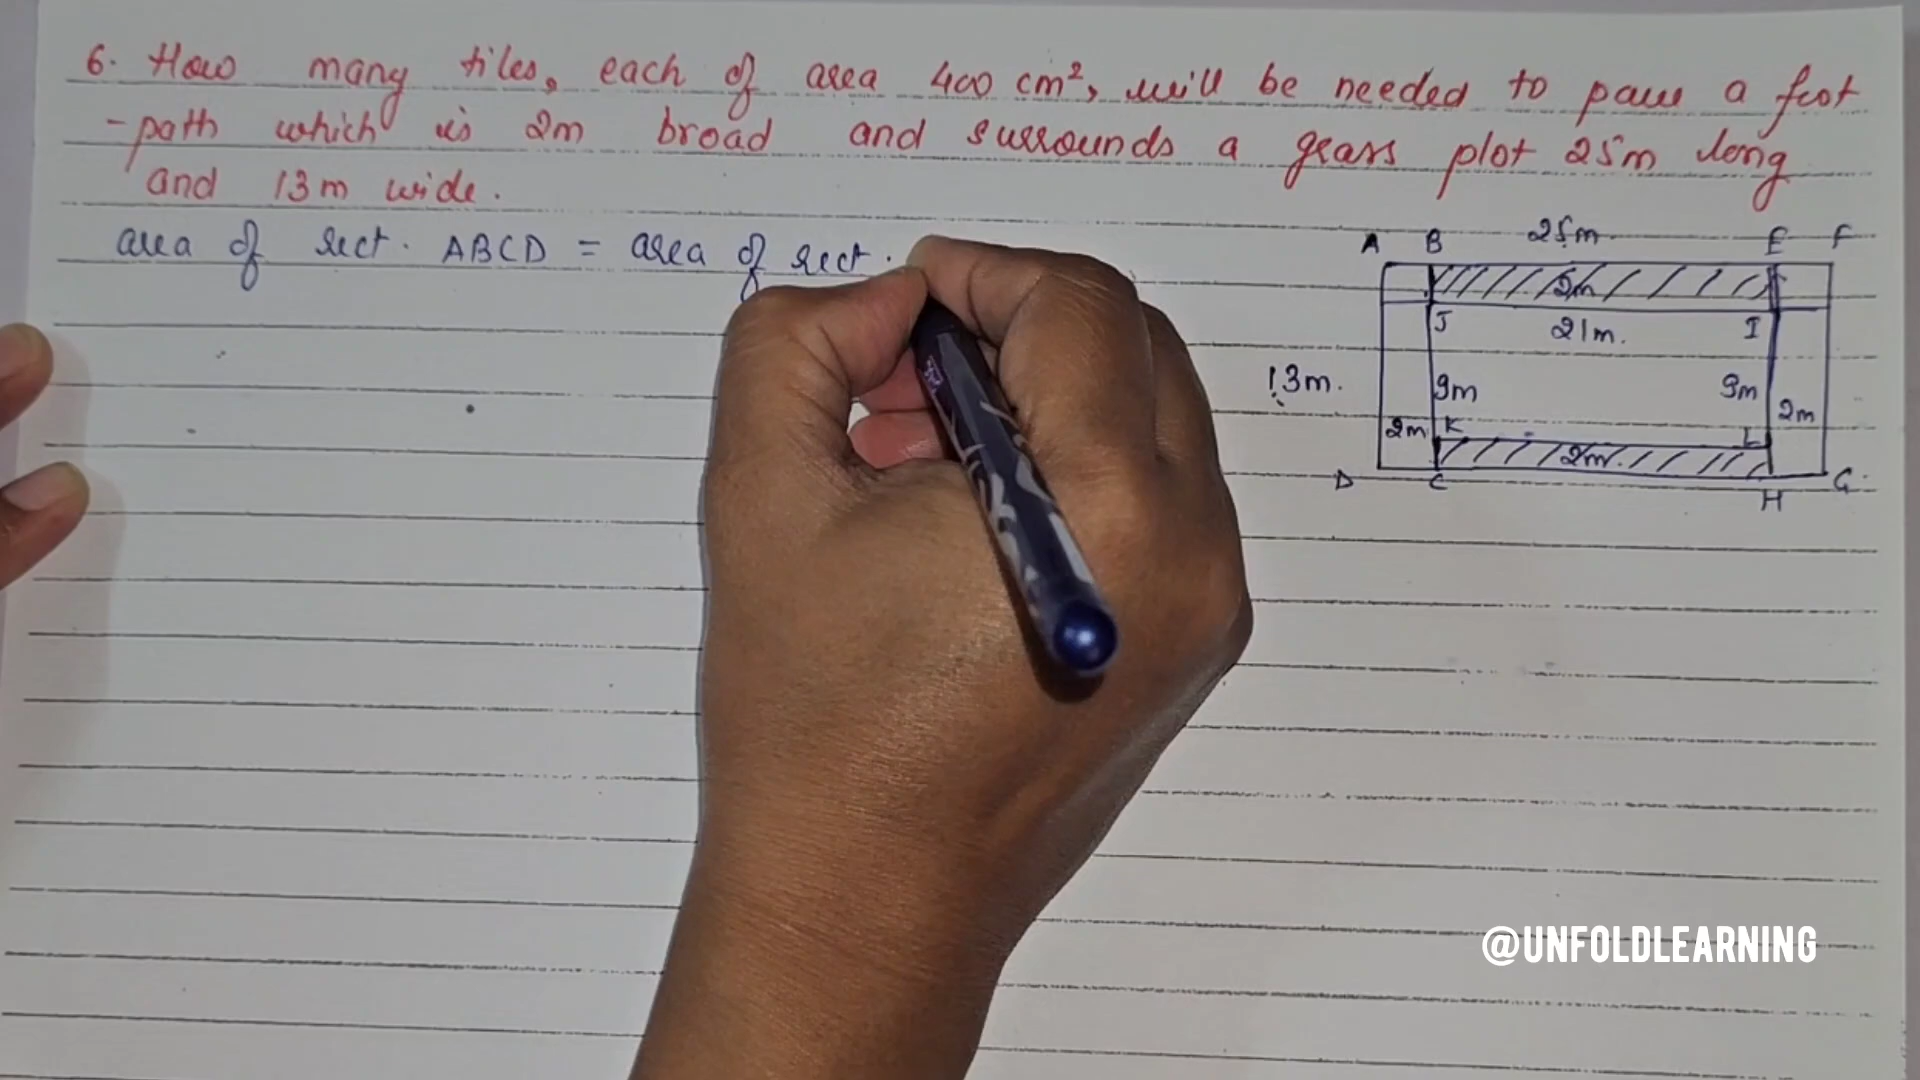 6. How many tiles, each of area 400 cm², will be needed to pave a foot
-path which is 2m broad and surrounds a grass plot 25m long
and 13m wide.
area of rect. ABCD = area of rect.
A B 25m E F
2m
J 21m. I
13m. 9m 9m 2m
2m K L
2m.
D C H G
@UNFOLDLEARNING